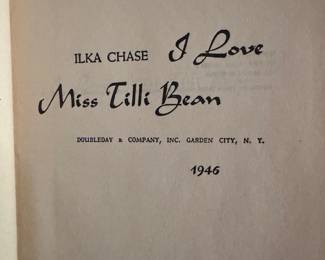 ILKA CHASE I Love
Miss Tilli Bean
DOUBLEDAY & COMPANY, INC. GARDEN CITY, N. Y.
1946